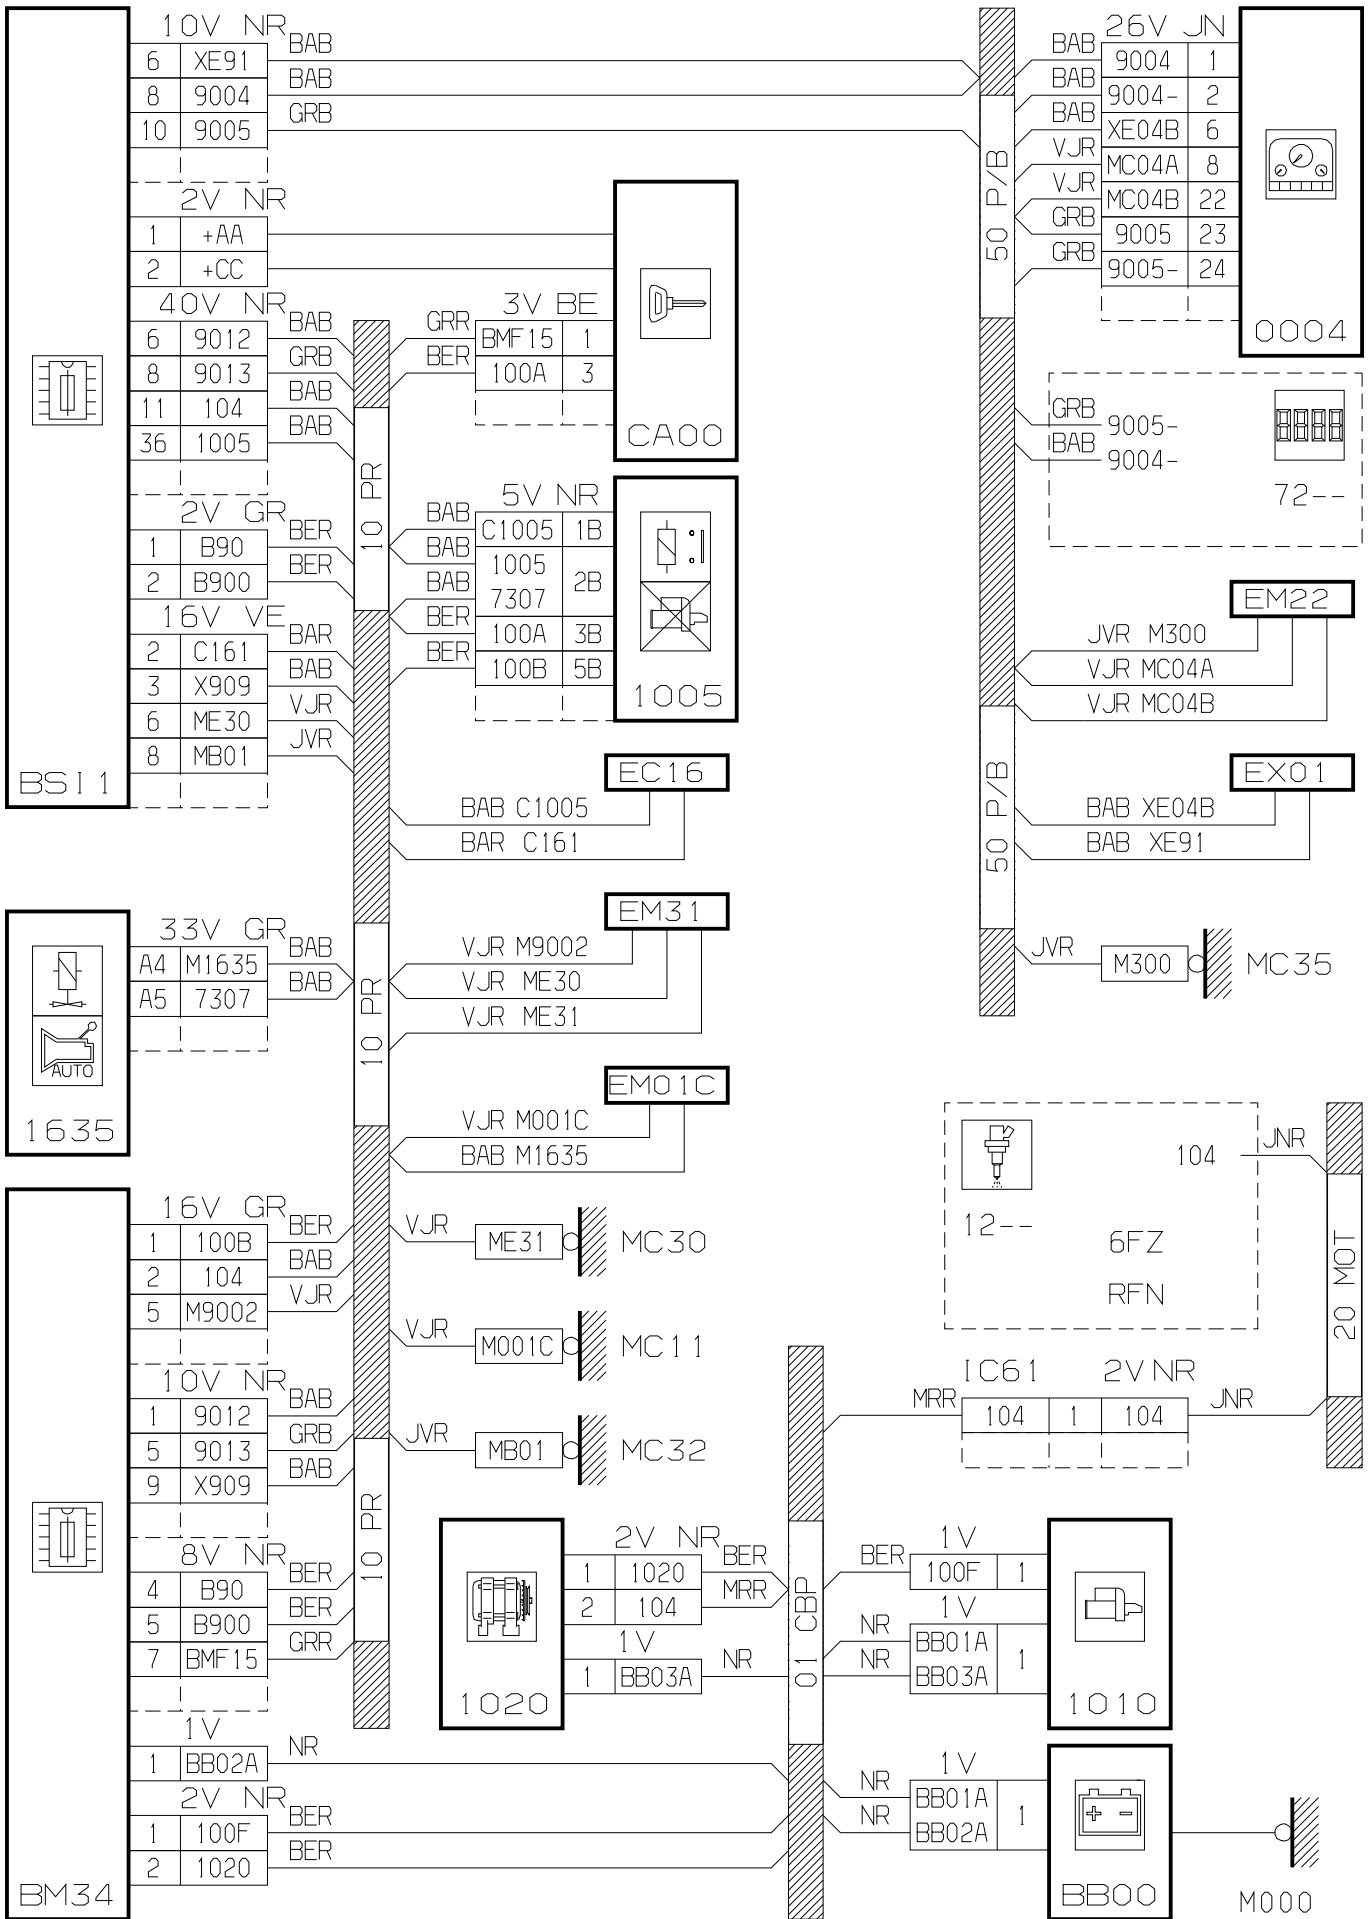 10V NR
6 XE91 BAB
8 9004 BAB
10 9005 GRB
2V NR
1 +AA
2 +CC
40V NR
6 9012 BAB
8 9013 GRB
11 104 BAB
36 1005 BAB
2V GR
1 B90 BER
2 B900 BER
16V VE
2 C161 BAR
3 X909 BAB
6 ME30 VJR
8 MB01 JVR
BSI1
10 PR
3V BE
GRR BMF15 1
BER 100A 3
CA00
5V NR
BAB C1005 1B
BAB 1005
BAB 7307 2B
BER 100A 3B
BER 100B 5B
1005
EC16
BAB C1005
BAR C161
26V JN
BAB 9004 1
BAB 9004- 2
BAB XE04B 6
VJR MC04A 8
VJR MC04B 22
GRB 9005 23
GRB 9005- 24
0004
50 P/B
GRB 9005-
BAB 9004-
72--
EM22
JVR M300
VJR MC04A
VJR MC04B
EX01
BAB XE04B
BAB XE91
50 P/B
JVR M300 MC35
33V GR
A4 M1635 BAB
A5 7307 BAB
AUTO
1635
10 PR
EM31
VJR M9002
VJR ME30
VJR ME31
EM01C
VJR M001C
BAB M1635
VJR ME31 MC30
VJR M001C MC11
JVR MB01 MC32
16V GR
1 100B BER
2 104 BAB
5 M9002 VJR
10V NR
1 9012 BAB
5 9013 GRB
9 X909 BAB
8V NR
4 B90 BER
5 B900 BER
7 BMF15 GRR
1V
1 BB02A NR
2V NR
1 100F BER
2 1020 BER
BM34
10 PR
104 JNR
12--
6FZ
RFN
20 MOT
IC61 2V NR
MRR 104 1 104 JNR
2V NR
1 1020 BER
2 104 MRR
1V
1 BB03A NR
1020
01 CBP
1V
BER 100F 1
1V
NR BB01A
NR BB03A 1
1010
1V
NR BB01A
NR BB02A 1
+ -
BB00
M000